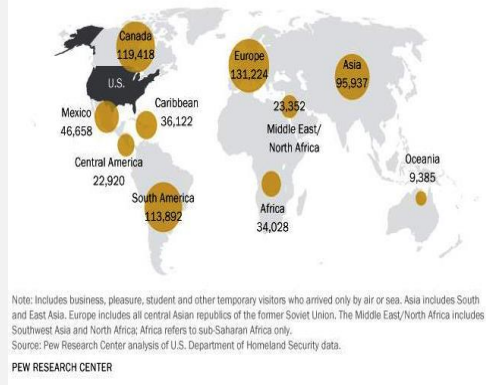 Canada
119,418
U.S.
Europe
131,224
Asia
95,937
Mexico
46,658
Caribbean
36,122
23,352
Middle East/
North Africa
Central America
22,920
Oceania
9,385
South America
113,892
Africa
34,028
Note: Includes business, pleasure, student and other temporary visitors who arrived only by air or sea. Asia includes South
and East Asia. Europe includes all central Asian republics of the former Soviet Union. The Middle East/North Africa includes
Southwest Asia and North Africa; Africa refers to sub-Saharan Africa only.
Source: Pew Research Center analysis of U.S. Department of Homeland Security data.
PEW RESEARCH CENTER